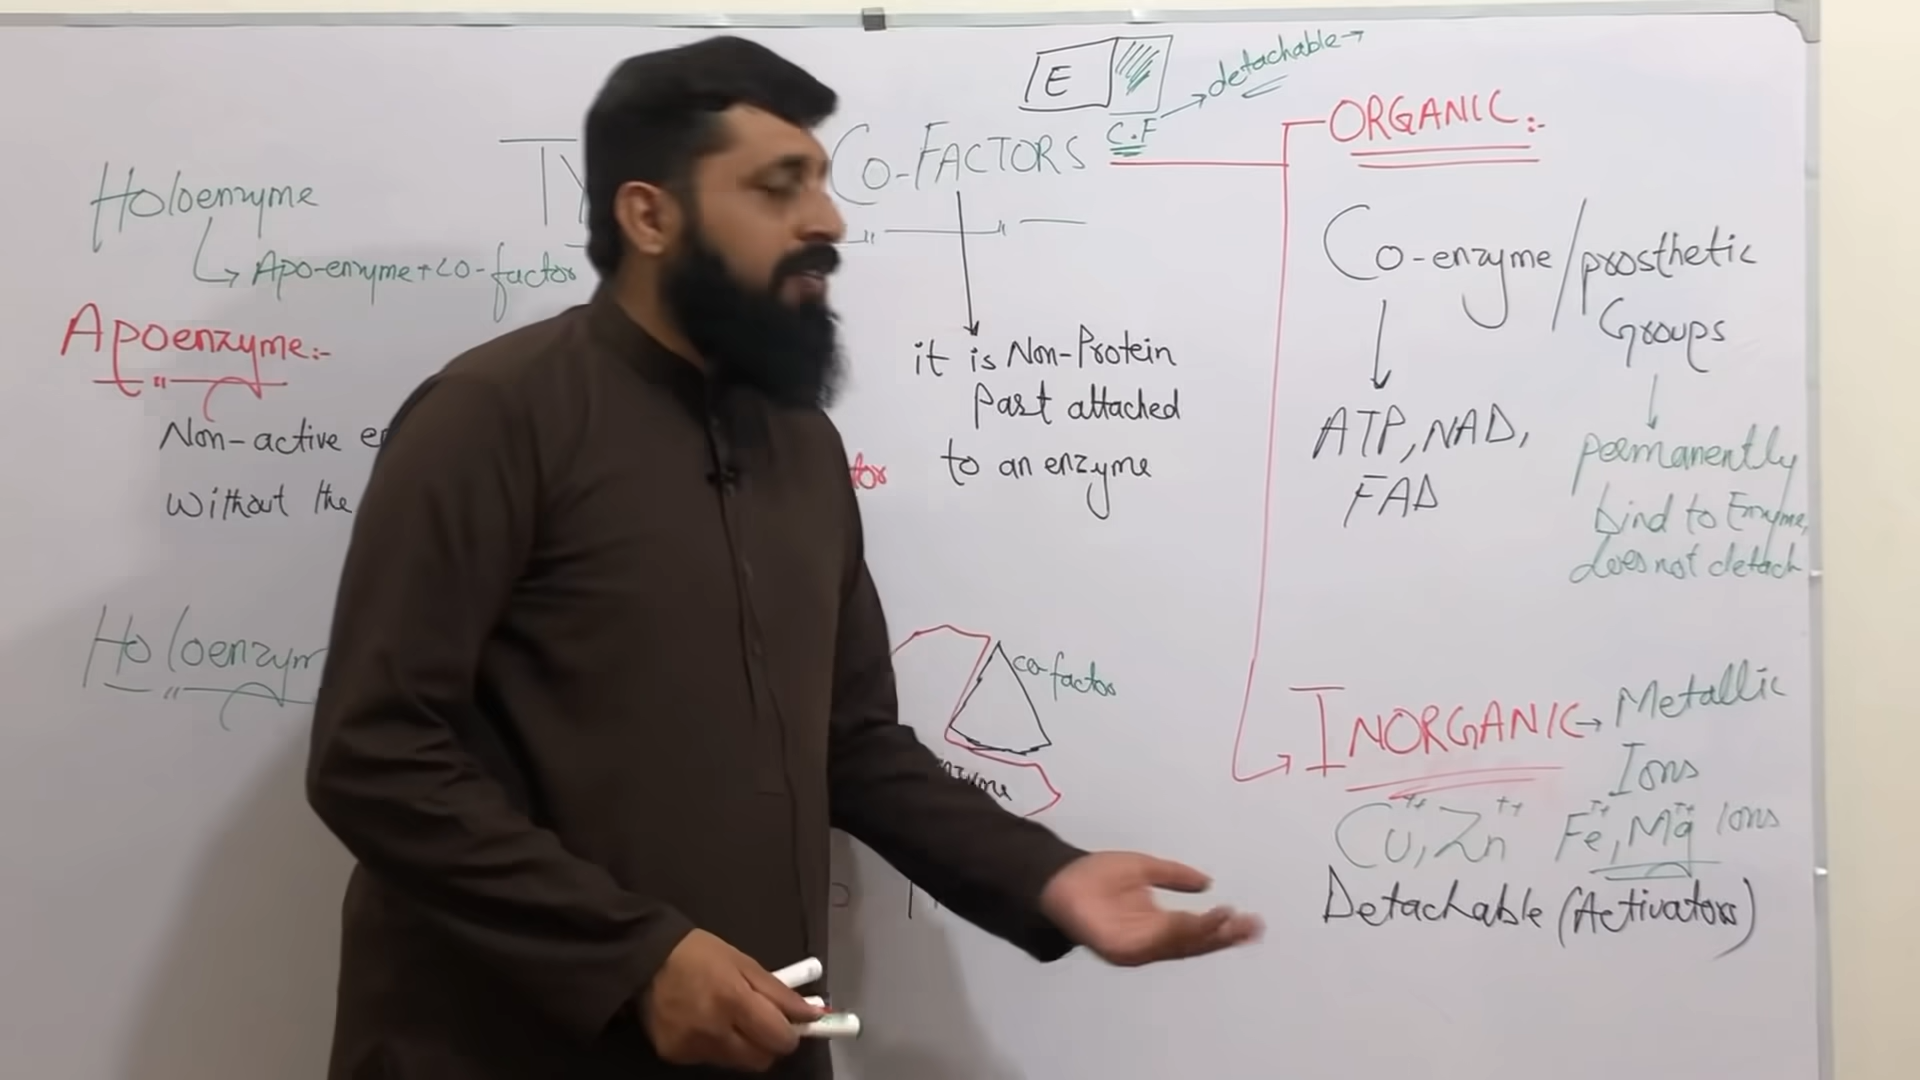 E
detachable→
C.F
CO-FACTORS
Holoenzyme
Apo-enzyme+co-factor
Apoenzyme:-
Non-active
without the
it is Non-Protein
Part attached
to an enzyme
ORGANIC:-
Co-enzyme/prosthetic
Groups
ATP, NAD,
FAD
permanently
bind to Enzyme,
does not detach
co-factor
INORGANIC→ Metallic
Ions
Cu++, Zn++ Fe++, Mg++ Ions
Detachable (Activators)